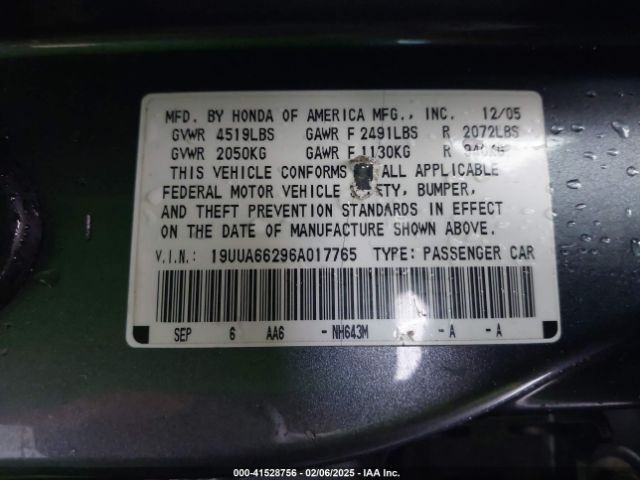 MFD. BY HONDA OF AMERICA MFG., INC. 12/05
GVWR 4519LBS GAWR F 2491LBS R 2072LBS
GVWR 2050KG GAWR F 1130KG R 940KG
THIS VEHICLE CONFORMS ALL APPLICABLE
FEDERAL MOTOR VEHICLE BUMPER,
AND THEFT PREVENTION STANDARDS IN EFFECT
ON THE DATE OF MANUFACTURE SHOWN ABOVE.
V.I.N.: 19UUA66296A017765 TYPE: PASSENGER CAR
SEP 6 AA6 -NH643M -A -A
000-41528756 - 02/06/2025 - IAA Inc.